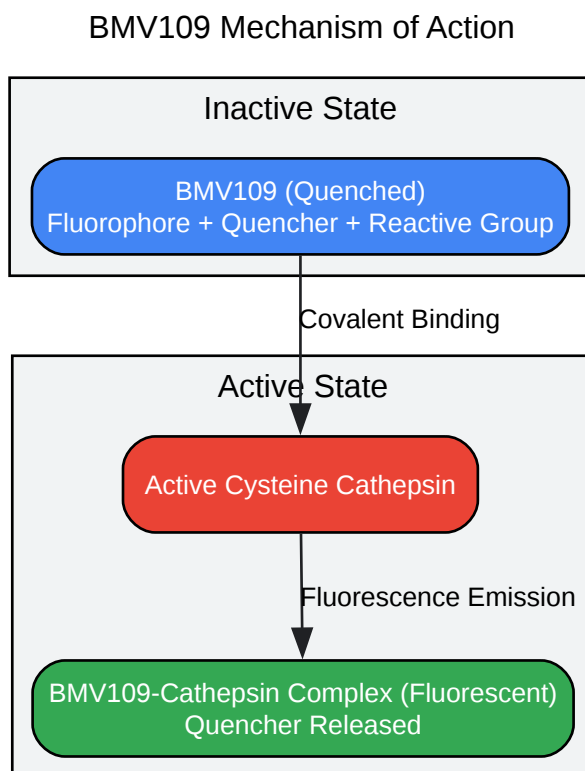 BMV109 Mechanism of Action
Inactive State
BMV109 (Quenched)
Fluorophore + Quencher + Reactive Group
Covalent Binding
Active State
Active Cysteine Cathepsin
Fluorescence Emission
BMV109-Cathepsin Complex (Fluorescent)
Quencher Released